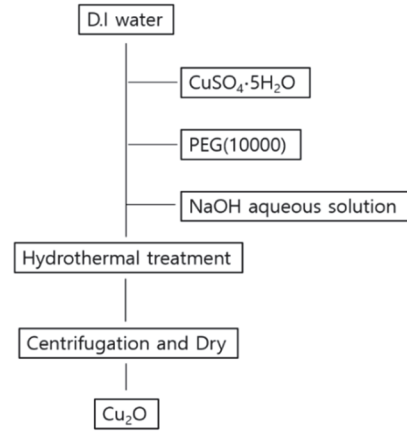 D.I water
CuSO₄·5H₂O
PEG(10000)
NaOH aqueous solution
Hydrothermal treatment
Centrifugation and Dry
Cu₂O